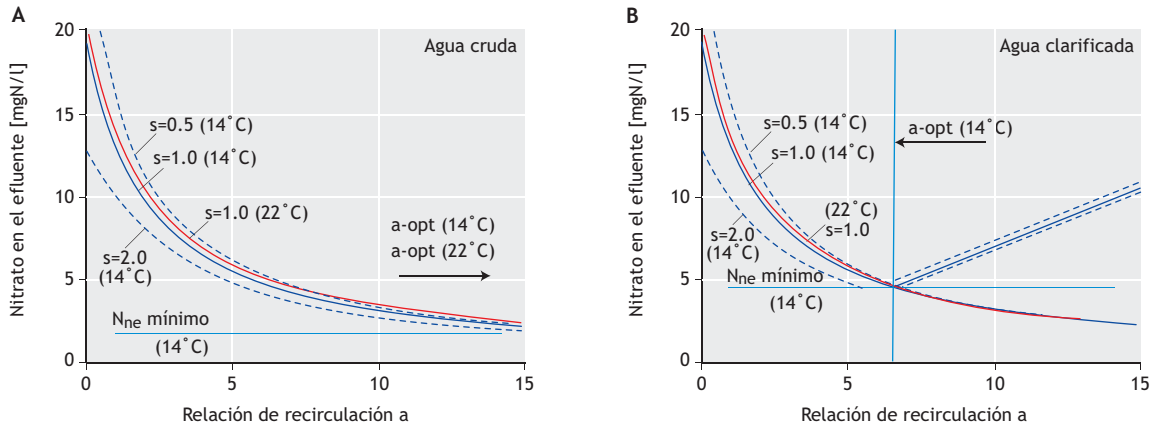 A
Nitrato en el efluente [mgN/l]
20
15
10
5
0
Agua cruda
s=0.5 (14˚C)
s=1.0 (14˚C)
s=1.0 (22˚C)
s=2.0
(14˚C)
a-opt (14˚C)
a-opt (22˚C)
Nne mínimo
(14˚C)
0 5 10 15
Relación de recirculación a
B
Nitrato en el efluente [mgN/l]
20
15
10
5
0
Agua clarificada
a-opt (14˚C)
s=0.5 (14˚C)
s=1.0 (14˚C)
(22˚C)
s=1.0
s=2.0
(14˚C)
Nne mínimo
(14˚C)
0 5 10 15
Relación de recirculación a